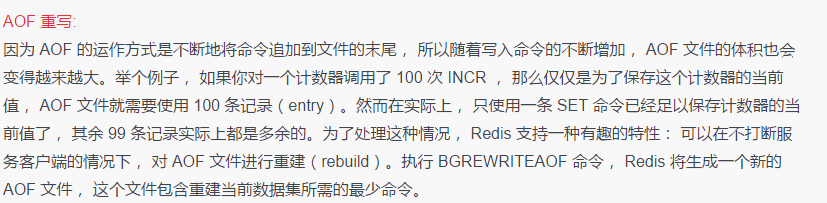 AOF 重写:
因为 AOF 的运作方式是不断地将命令追加到文件的末尾， 所以随着写入命令的不断增加， AOF 文件的体积也会
变得越来越大。举个例子， 如果你对一个计数器调用了 100 次 INCR ， 那么仅仅是为了保存这个计数器的当前
值， AOF 文件就需要使用 100 条记录（entry）。然而在实际上， 只使用一条 SET 命令已经足以保存计数器的当
前值了， 其余 99 条记录实际上都是多余的。为了处理这种情况， Redis 支持一种有趣的特性： 可以在不打断服
务客户端的情况下， 对 AOF 文件进行重建（rebuild）。执行 BGREWRITEAOF 命令， Redis 将生成一个新的
AOF 文件， 这个文件包含重建当前数据集所需的最少命令。